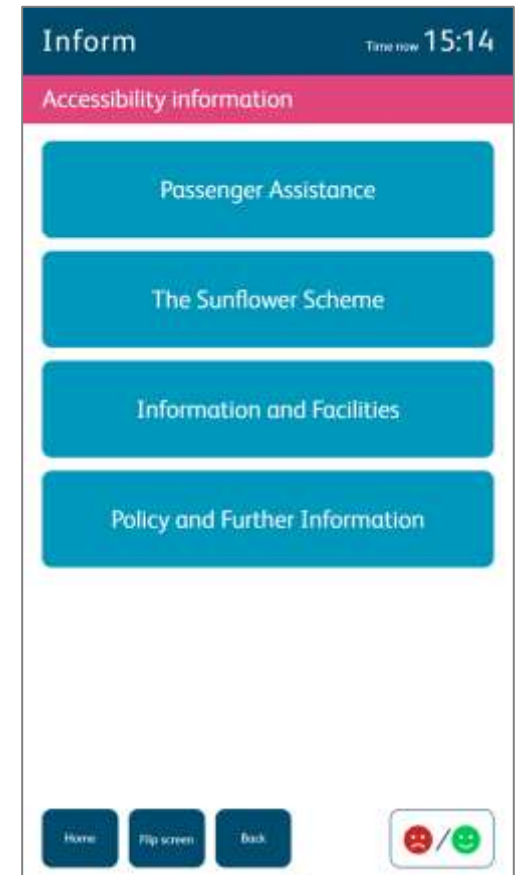 Inform
Time now 15:14
Accessibility information
Passenger Assistance
The Sunflower Scheme
Information and Facilities
Policy and Further Information
Home
Flip screen
Back
/